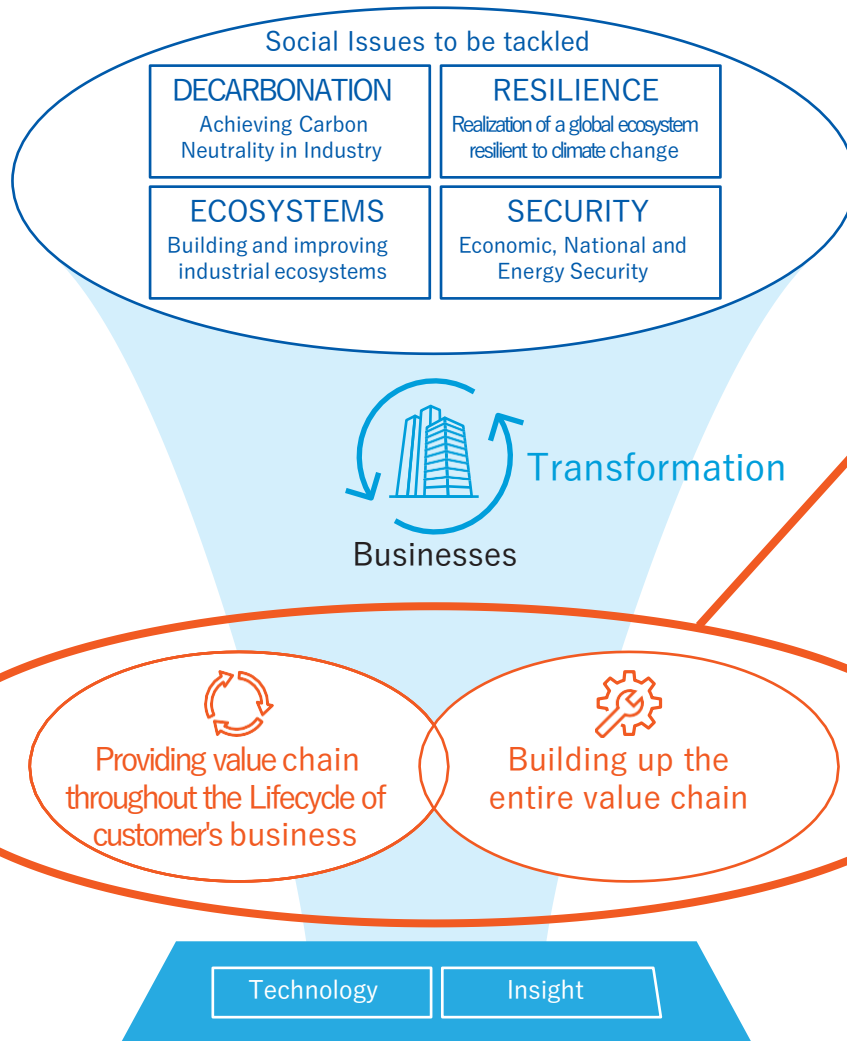 Social Issues to be tackled
DECARBONATION
Achieving Carbon
Neutrality in Industry
RESILIENCE
Realization of a global ecosystem
resilient to climate change
ECOSYSTEMS
Building and improving
industrial ecosystems
SECURITY
Economic, National and
Energy Security
Transformation
Businesses
Providing value chain
throughout the Lifecycle of
customer's business
Building up the
entire value chain
Technology
Insight